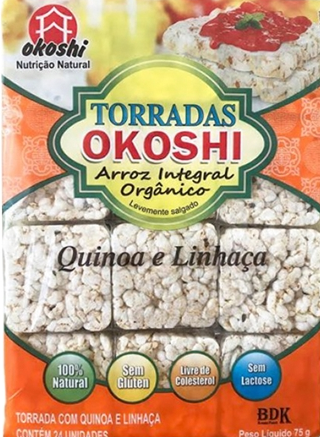 okoshi
Nutrição Natural
TORRADAS
OKOSHI
Arroz Integral
Orgânico
Levemente salgado
Quinoa e Linhaça
100%
Natural
Sem
Glúten
Livre de
Colesterol
Sem
Lactose
TORRADA COM QUINOA E LINHAÇA
CONTÉM 24 UNIDADES
BDK
Peso Líquido 75 g